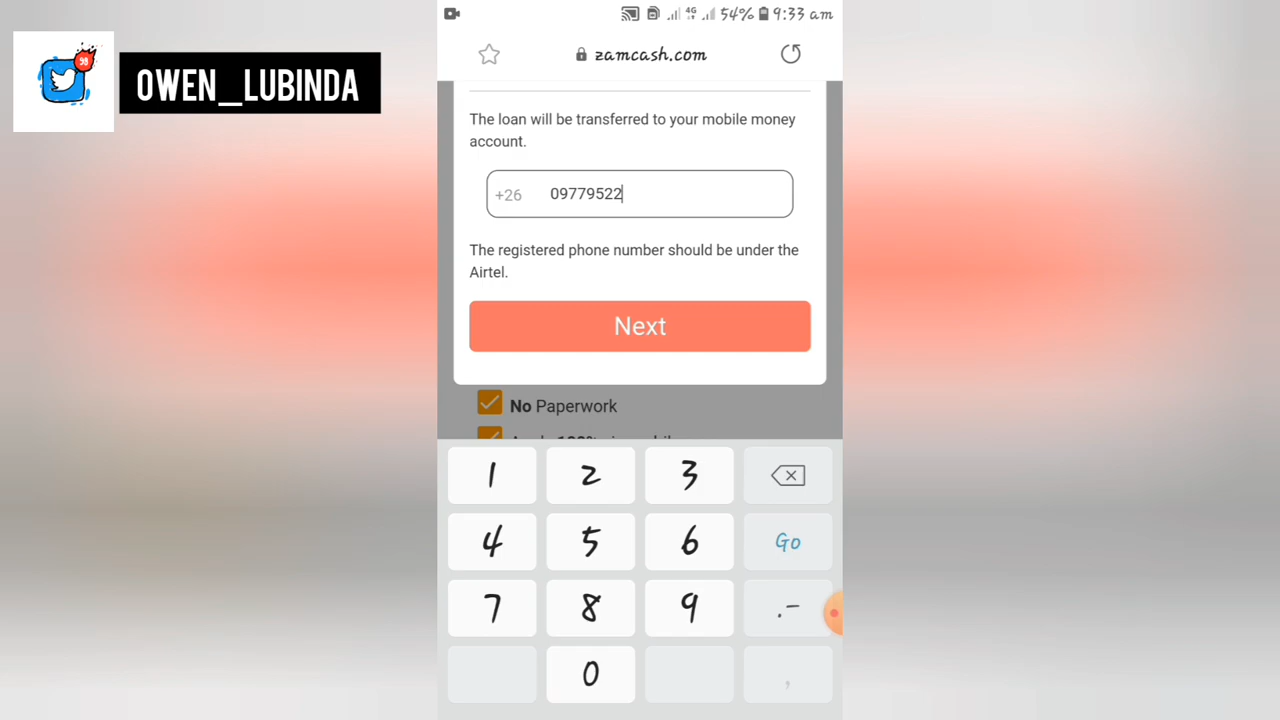 OWEN_LUBINDA
4G 54% 9:33 am
zamcash.com
The loan will be transferred to your mobile money
account.
+26 09779522
The registered phone number should be under the
Airtel.
Next
No Paperwork
1 2 3
4 5 6 Go
7 8 9 .-
0 ,